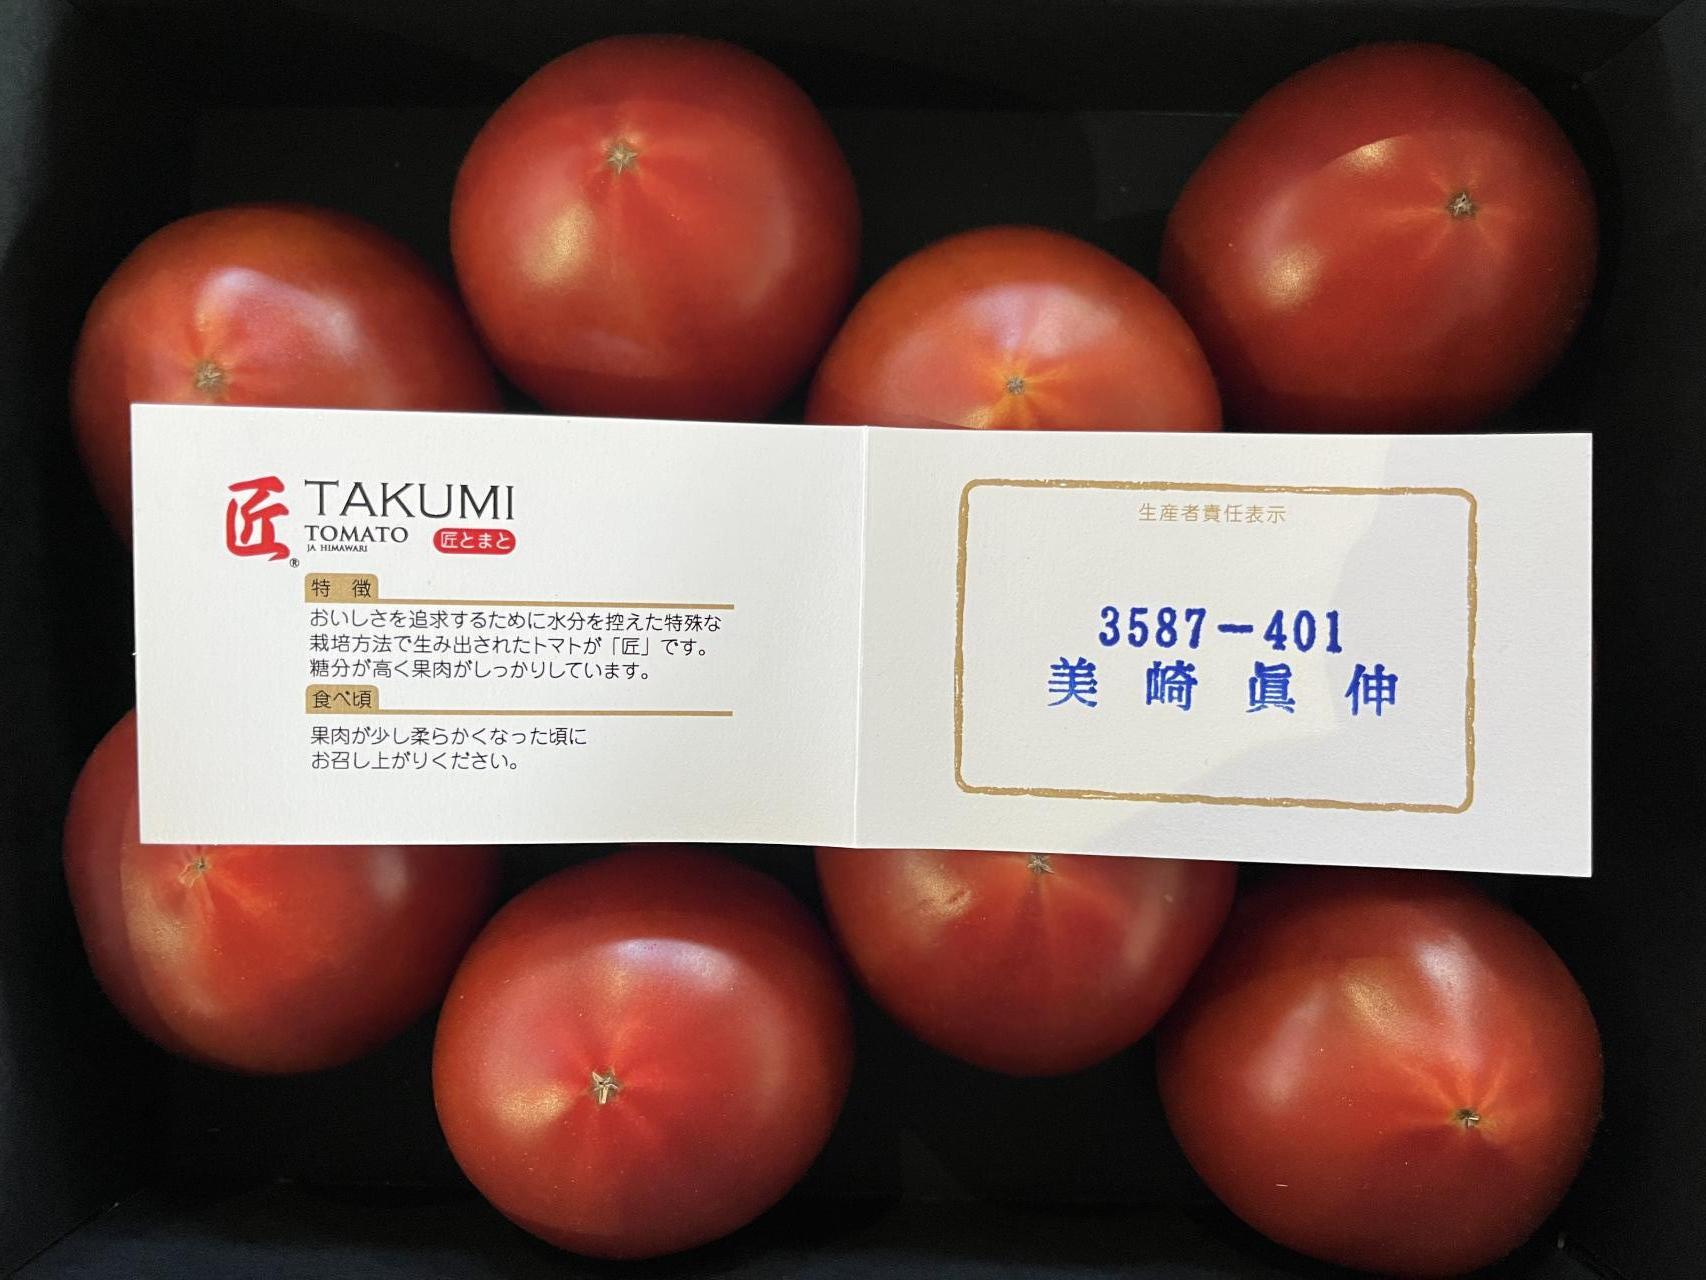 匠® TAKUMI
TOMATO 匠とまと
JA HIMAWARI
特 徴
おいしさを追求するために水分を控えた特殊な
栽培方法で生み出されたトマトが「匠」です。
糖分が高く果肉がしっかりしています。
食べ頃
果肉が少し柔らかくなった頃に
お召し上がりください。
生産者責任表示
3587-401
美 崎 眞 伸